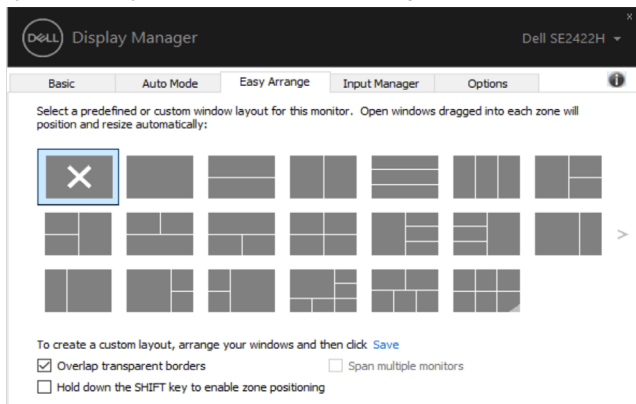 DELL Display Manager
Dell SE2422H
Basic Auto Mode Easy Arrange Input Manager Options
Select a predefined or custom window layout for this monitor. Open windows dragged into each zone will
position and resize automatically:
To create a custom layout, arrange your windows and then click Save
Overlap transparent borders Span multiple monitors
Hold down the SHIFT key to enable zone positioning